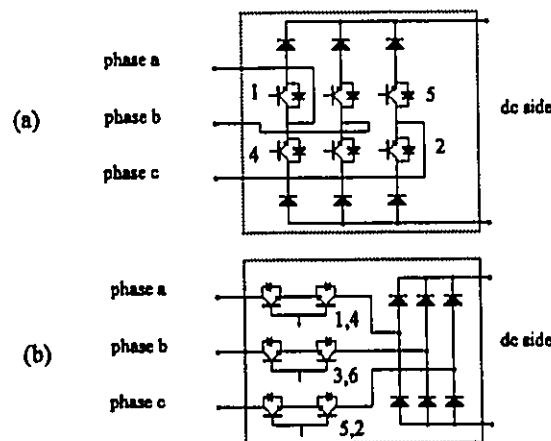 phase a
1
5
(a)
phase b
dc side
4
2
phase c
phase a
1,4
(b)
phase b
dc side
3,6
phase c
5,2